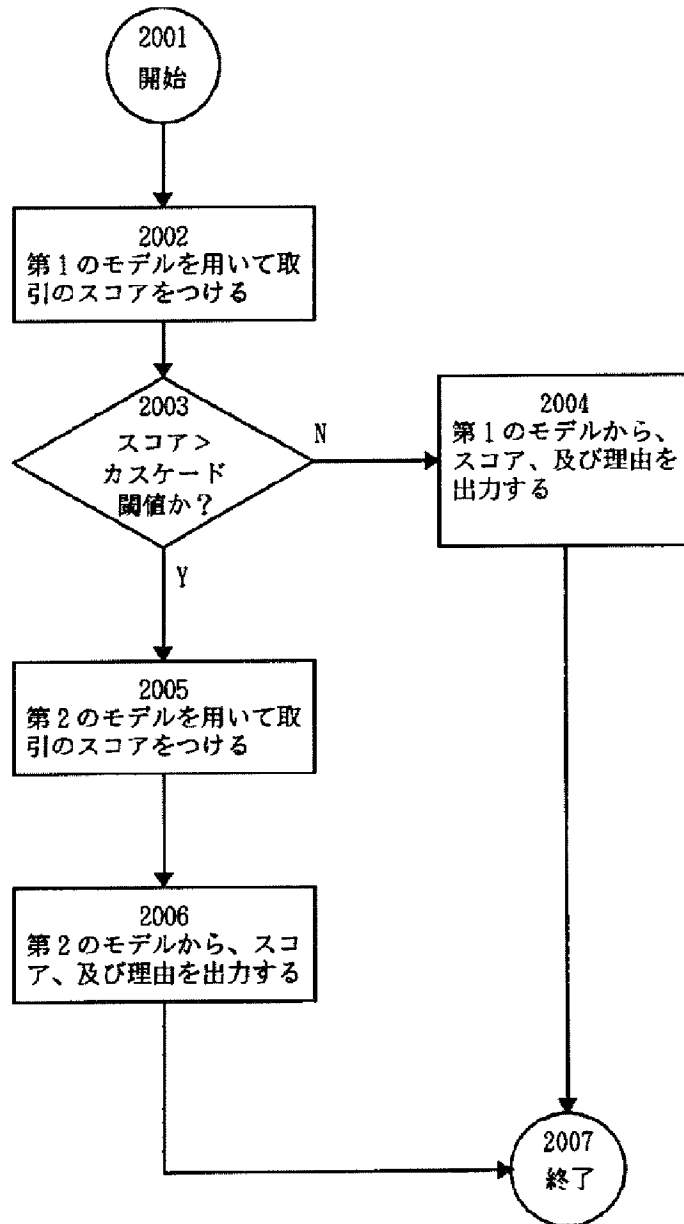 2001
開始
2002
第1のモデルを用いて取
引のスコアをつける
2003
スコア>
カスケード
閾値か?
N
2004
第1のモデルから、
スコア、及び理由を
出力する
Y
2005
第2のモデルを用いて取
引のスコアをつける
2006
第2のモデルから、スコ
ア、及び理由を出力する
2007
終了